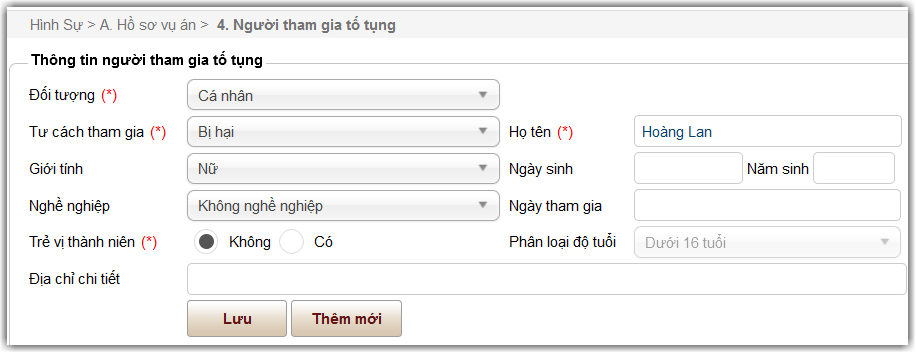 Hình Sự > A. Hồ sơ vụ án > 4. Người tham gia tố tụng
Thông tin người tham gia tố tụng
Đối tượng (*) Cá nhân
Tư cách tham gia (*) Bị hại Họ tên (*) Hoàng Lan
Giới tính Nữ Ngày sinh Năm sinh
Nghề nghiệp Không nghề nghiệp Ngày tham gia
Trẻ vị thành niên (*) Không Có Phân loại độ tuổi Dưới 16 tuổi
Địa chỉ chi tiết
Lưu Thêm mới